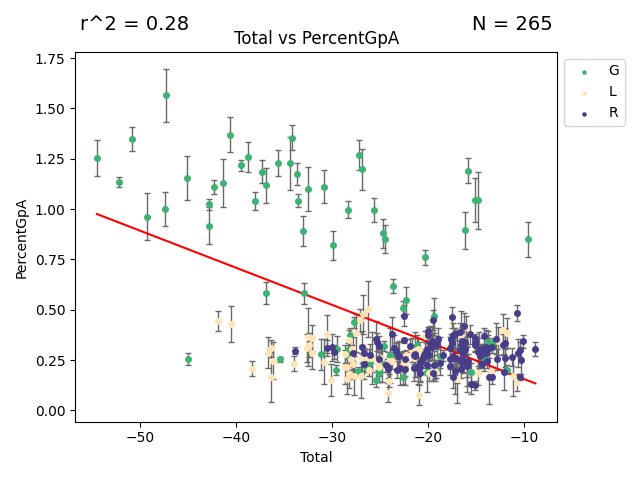 r^2 = 0.28
N = 265
Total vs PercentGpA
1.75
1.50
1.25
1.00
0.75
0.50
0.25
0.00
PercentGpA
−50
−40
−30
−20
−10
Total
G
L
R